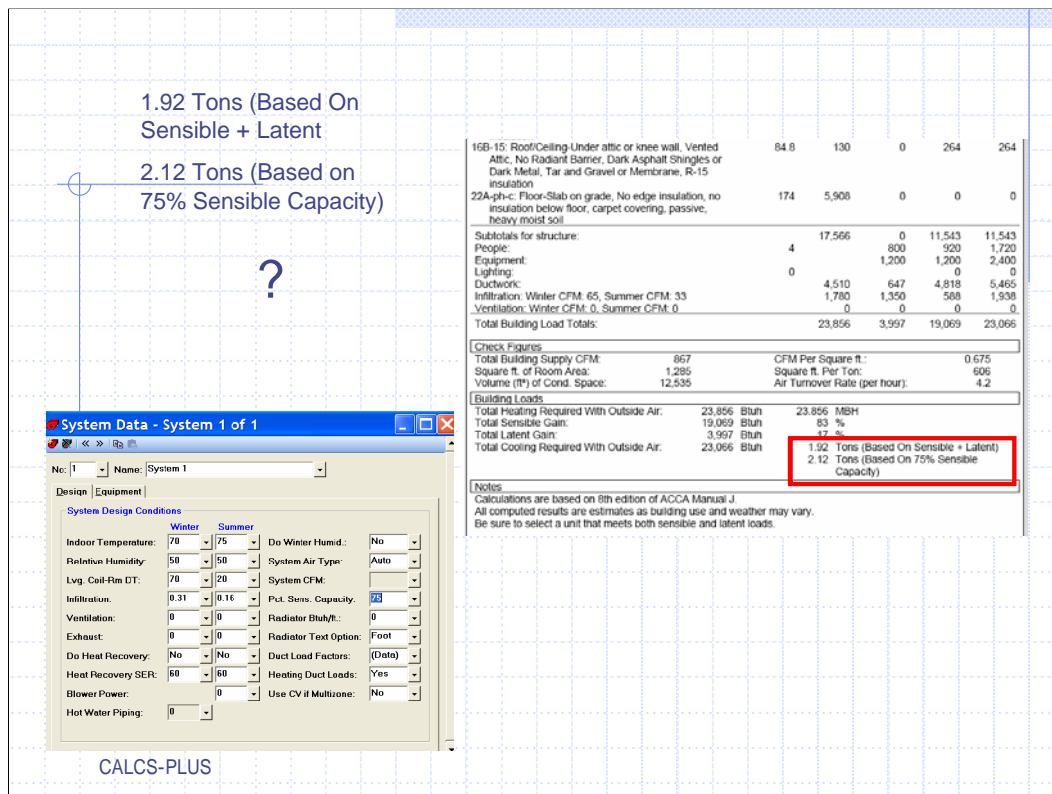 1.92 Tons (Based On
Sensible + Latent
2.12 Tons (Based on
75% Sensible Capacity)
?
16B-15: Roof/Ceiling-Under attic or knee wall, Vented 84.8 130 0 264 264
Attic, No Radiant Barrier, Dark Asphalt Shingles or
Dark Metal, Tar and Gravel or Membrane, R-15
insulation
22A-ph-c: Floor-Slab on grade, No edge insulation, no 174 5,908 0 0 0
insulation below floor, carpet covering, passive,
heavy moist soil
Subtotals for structure: 17,566 0 11,543 11,543
People: 4 800 920 1,720
Equipment: 1,200 1,200 2,400
Lighting: 0 0 0
Ductwork: 4,510 647 4,818 5,465
Infiltration: Winter CFM: 65, Summer CFM: 33 1,780 1,350 588 1,938
Ventilation: Winter CFM: 0, Summer CFM: 0 0 0 0 0
Total Building Load Totals: 23,856 3,997 19,069 23,066
Check Figures
Total Building Supply CFM: 867 CFM Per Square ft.: 0.675
Square ft. of Room Area: 1,285 Square ft. Per Ton: 606
Volume (ft³) of Cond. Space: 12,535 Air Turnover Rate (per hour): 4.2
Building Loads
Total Heating Required With Outside Air: 23,856 Btuh 23.856 MBH
Total Sensible Gain: 19,069 Btuh 83 %
Total Latent Gain: 3,997 Btuh 17 %
Total Cooling Required With Outside Air: 23,066 Btuh 1.92 Tons (Based On Sensible + Latent)
2.12 Tons (Based On 75% Sensible
Capacity)
Notes
Calculations are based on 8th edition of ACCA Manual J.
All computed results are estimates as building use and weather may vary.
Be sure to select a unit that meets both sensible and latent loads.
System Data - System 1 of 1
No: 1 Name: System 1
Design Equipment
System Design Conditions
Winter Summer
Indoor Temperature: 70 75 Do Winter Humid.: No
Relative Humidity: 50 50 System Air Type: Auto
Lvg. Coil-Rm DT: 70 20 System CFM:
Infiltration: 0.31 0.16 Pct. Sens. Capacity: 75
Ventilation: 0 0 Radiator Btuh/ft.: 0
Exhaust: 0 0 Radiator Text Option: Foot
Do Heat Recovery: No No Duct Load Factors: (Data)
Heat Recovery SER: 60 60 Heating Duct Loads: Yes
Blower Power: 0 Use CV if Multizone: No
Hot Water Piping: 0
CALCS-PLUS